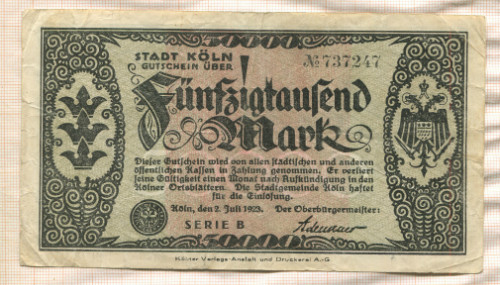 50000
STADT KÖLN
GUTSCHEIN ÜBER
№ 737247
Fünfzigtausend
Mark
Dieser Gutschein wird von allen städtischen und anderen
öffentlichen Kassen in Zahlung genommen. Er verliert
seine Gültigkeit einen Monat nach Aufkündigung in den
Kölner Ortsblättern. Die Stadtgemeinde Köln haftet
für die Einlösung.
Köln, den 2. Juli 1923. Der Oberbürgermeister:
SERIE B
Adenauer
50000
Kölner Verlags-Anstalt und Druckerei A.-G.